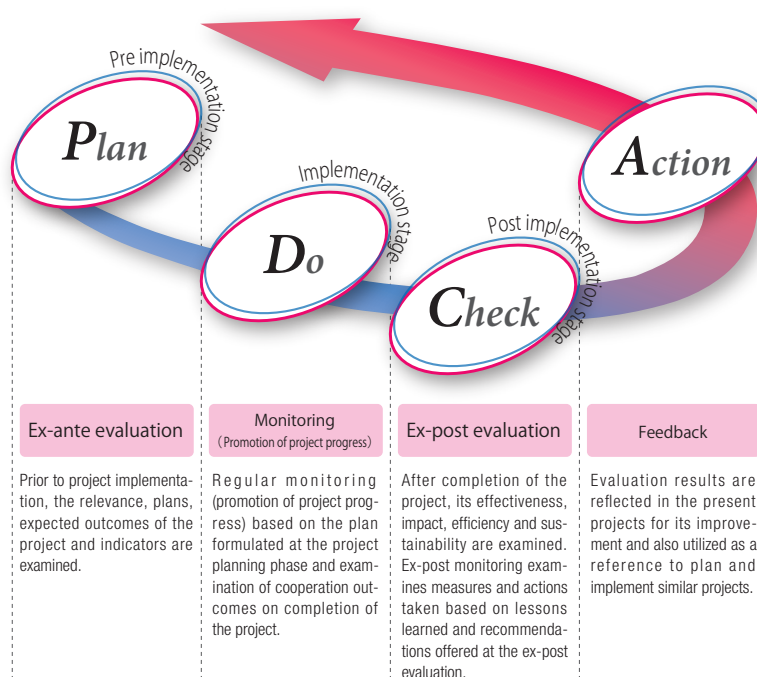 Pre implementation stage
Plan
Implementation stage
Do
Post implementation stage
Check
Action
Ex-ante evaluation
Prior to project implementa-
tion, the relevance, plans,
expected outcomes of the
project and indicators are
examined.
Monitoring
(Promotion of project progress)
Regular monitoring
(promotion of project prog-
ress) based on the plan
formulated at the project
planning phase and exam-
ination of cooperation out-
comes on completion of
the project.
Ex-post evaluation
After completion of the
project, its effectiveness,
impact, efficiency and sus-
tainability are examined.
Ex-post monitoring exam-
ines measures and actions
taken based on lessons
learned and recommenda-
tions offered at the ex-post
evaluation.
Feedback
Evaluation results are
reflected in the present
projects for its improve-
ment and also utilized as a
reference to plan and
implement similar projects.